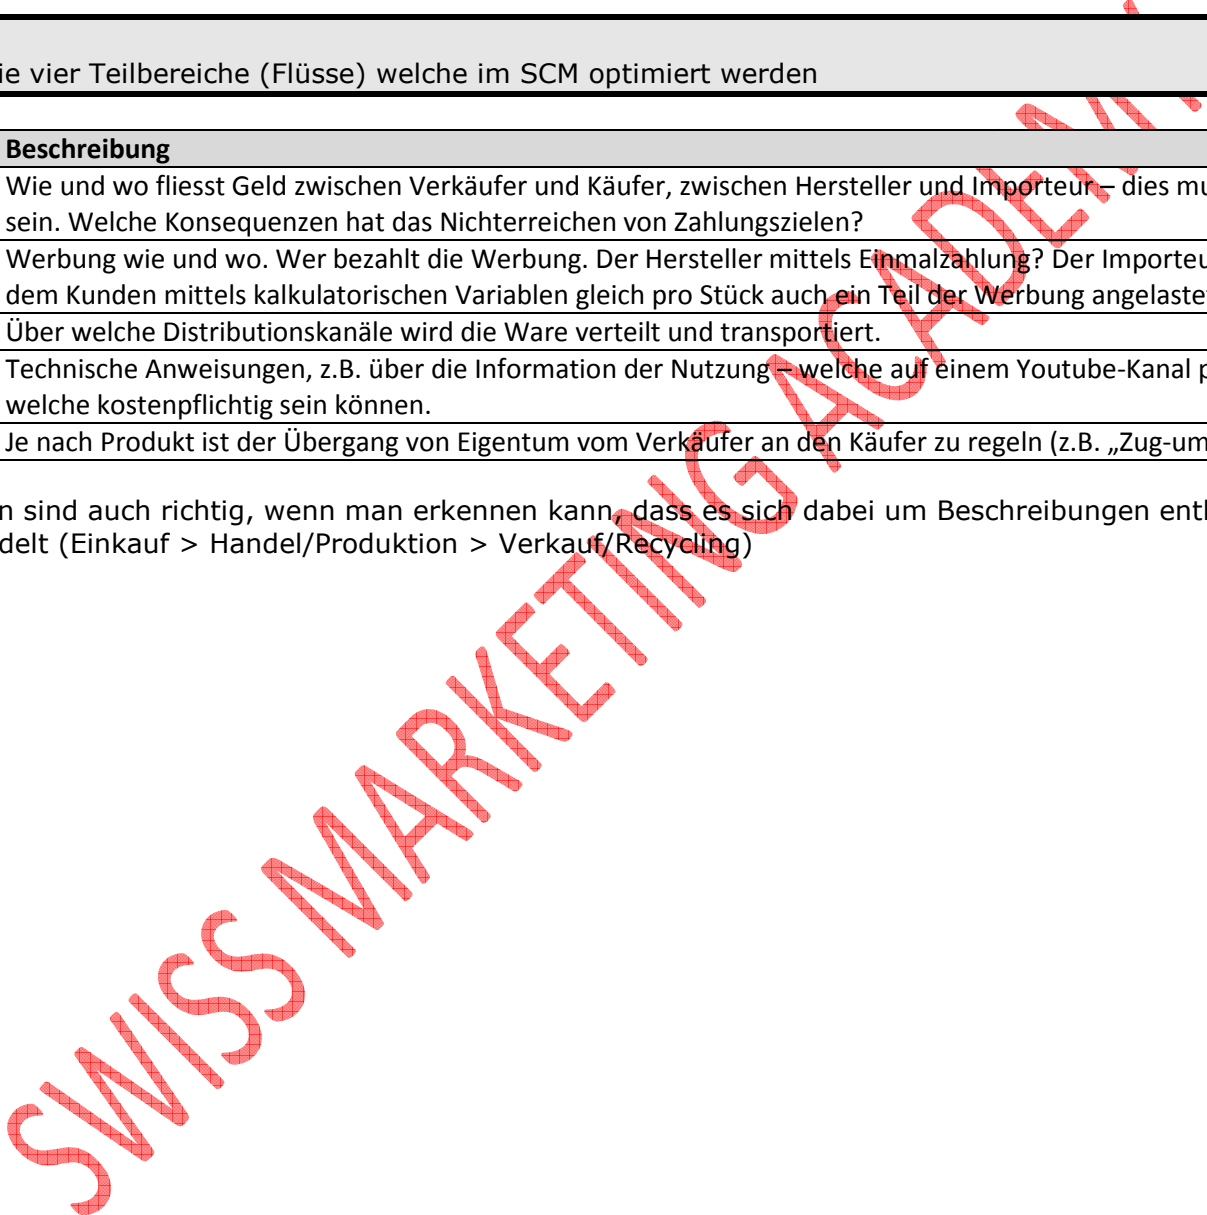 ie vier Teilbereiche (Flüsse) welche im SCM optimiert werden
Beschreibung
Wie und wo fliesst Geld zwischen Verkäufer und Käufer, zwischen Hersteller und Importeur – dies mu
sein. Welche Konsequenzen hat das Nichterreichen von Zahlungszielen?
Werbung wie und wo. Wer bezahlt die Werbung. Der Hersteller mittels Einmalzahlung? Der Importeu
dem Kunden mittels kalkulatorischen Variablen gleich pro Stück auch ein Teil der Werbung angelaste
Über welche Distributionskanäle wird die Ware verteilt und transportiert.
Technische Anweisungen, z.B. über die Information der Nutzung – welche auf einem Youtube-Kanal p
welche kostenpflichtig sein können.
Je nach Produkt ist der Übergang von Eigentum vom Verkäufer an den Käufer zu regeln (z.B. „Zug-um
n sind auch richtig, wenn man erkennen kann, dass es sich dabei um Beschreibungen entl
delt (Einkauf > Handel/Produktion > Verkauf/Recycling)
SWISS MARKETING ACADEMY